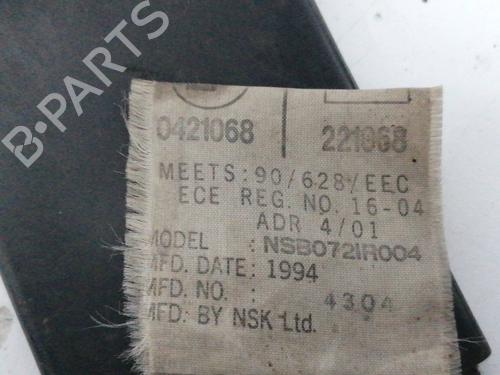 B-PARTS
0421068 221068
MEETS: 90/628/EEC
ECE REG. NO. 16-04
ADR 4/01
MODEL : NSB072IR004
MFD. DATE: 1994
MFD. NO. : 4304
MFD: BY NSK Ltd.